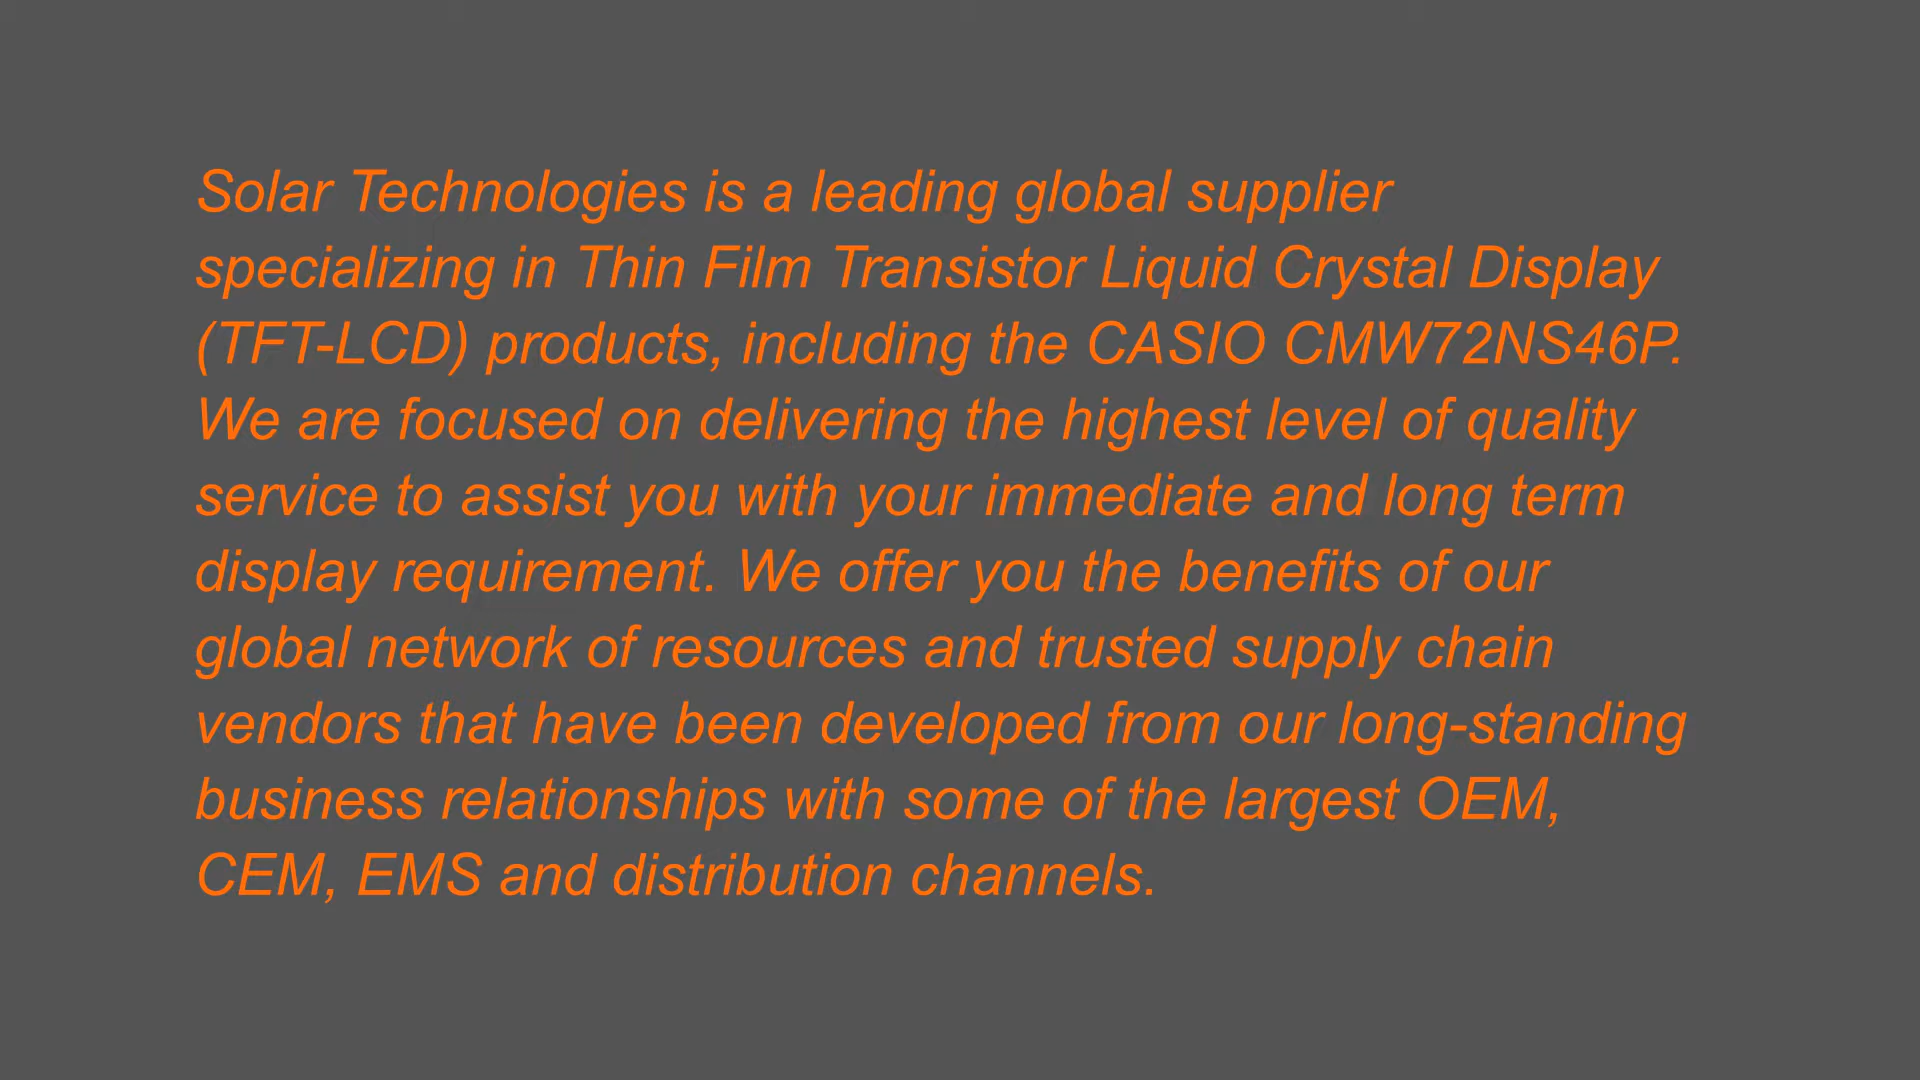 Solar Technologies is a leading global supplier
specializing in Thin Film Transistor Liquid Crystal Display
(TFT-LCD) products, including the CASIO CMW72NS46P.
We are focused on delivering the highest level of quality
service to assist you with your immediate and long term
display requirement. We offer you the benefits of our
global network of resources and trusted supply chain
vendors that have been developed from our long-standing
business relationships with some of the largest OEM,
CEM, EMS and distribution channels.